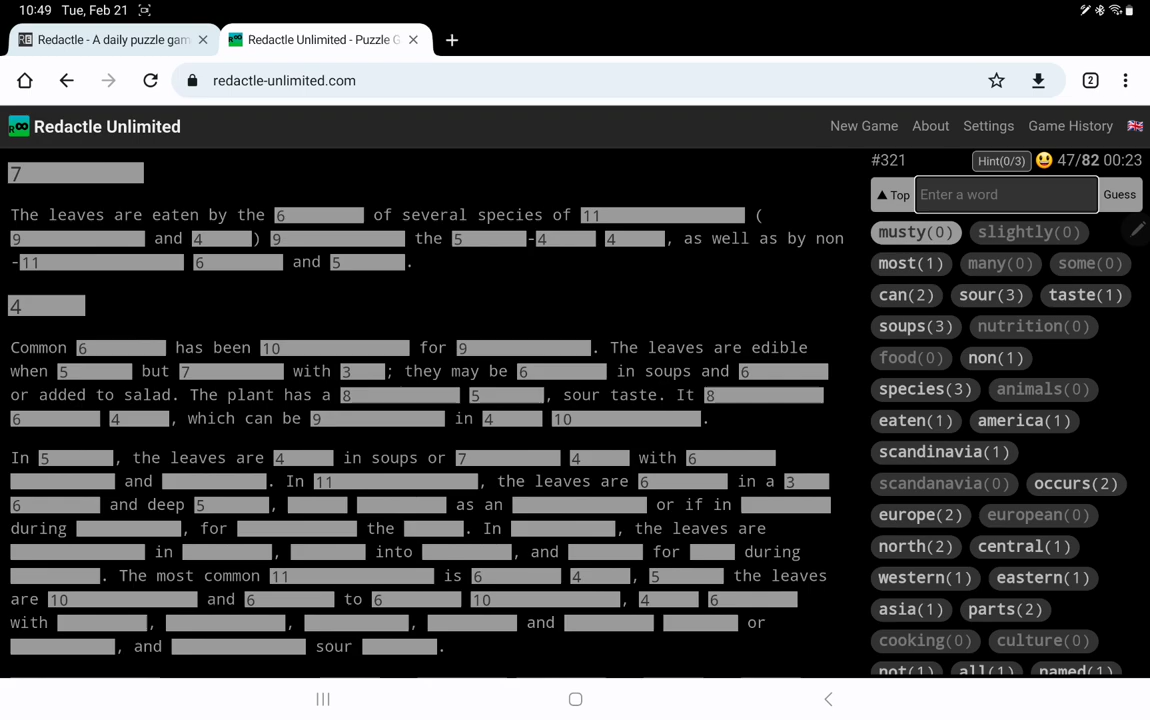 10:49 Tue, Feb 21
Redactle - A daily puzzle gam
Redactle Unlimited - Puzzle G
redactle-unlimited.com
2
Redactle Unlimited
New Game About Settings Game History
#321 Hint(0/3) 47/82 00:23
Top Enter a word Guess
7
The leaves are eaten by the 6 of several species of 11 (
9 and 4 ) 9 the 5 -4 4 , as well as by non
-11 6 and 5 .
4
Common 6 has been 10 for 9 . The leaves are edible
when 5 but 7 with 3 ; they may be 6 in soups and 6
or added to salad. The plant has a 8 5 , sour taste. It 8
6 4 , which can be 9 in 4 10 .
In 5 , the leaves are 4 in soups or 7 4 with 6
and . In 11 , the leaves are 6 in a 3
6 and deep 5 , as an or if in
during , for the . In , the leaves are
in , into , and for during
. The most common 11 is 6 4 , 5 the leaves
are 10 and 6 to 6 10 , 4 6
with , , , and or
, and sour .
musty(0) slightly(0)
most(1) many(0) some(0)
can(2) sour(3) taste(1)
soups(3) nutrition(0)
food(0) non(1)
species(3) animals(0)
eaten(1) america(1)
scandinavia(1)
scandanavia(0) occurs(2)
europe(2) european(0)
north(2) central(1)
western(1) eastern(1)
asia(1) parts(2)
cooking(0) culture(0)
not(1) all(1) named(1)